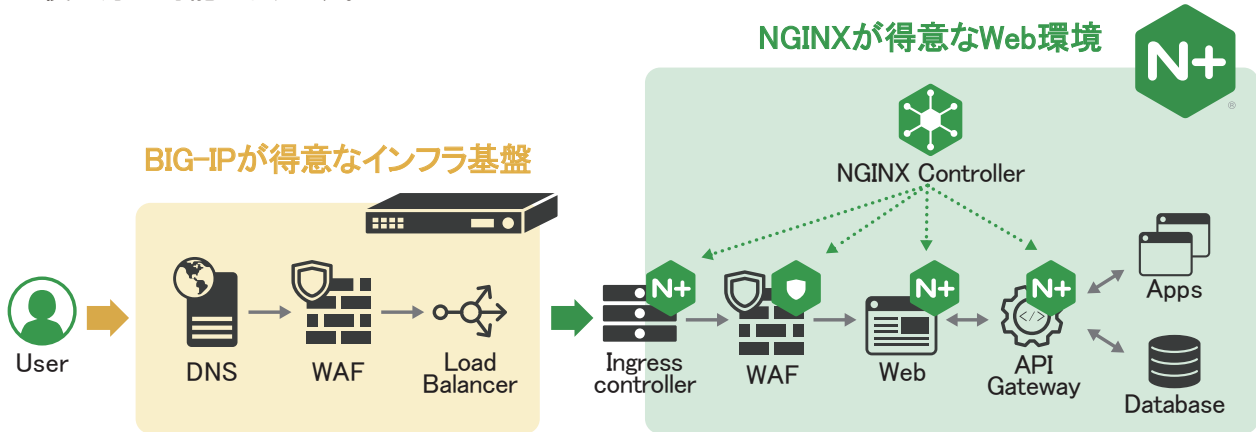 NGINXが得意なWeb環境
N+
®
BIG-IPが得意なインフラ基盤
NGINX Controller
N+
N+
N+
</>
User
DNS
WAF
Load
Balancer
Ingress
controller
WAF
Web
API
Gateway
Apps
Database